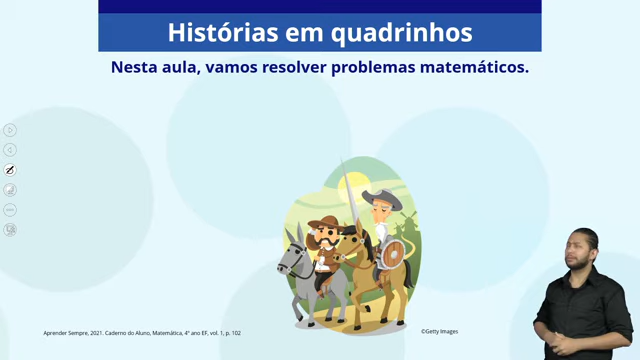 Histórias em quadrinhos
Nesta aula, vamos resolver problemas matemáticos.
Aprender Sempre, 2021. Caderno do Aluno, Matemática, 4º ano EF, vol. 1, p. 102
©Getty Images